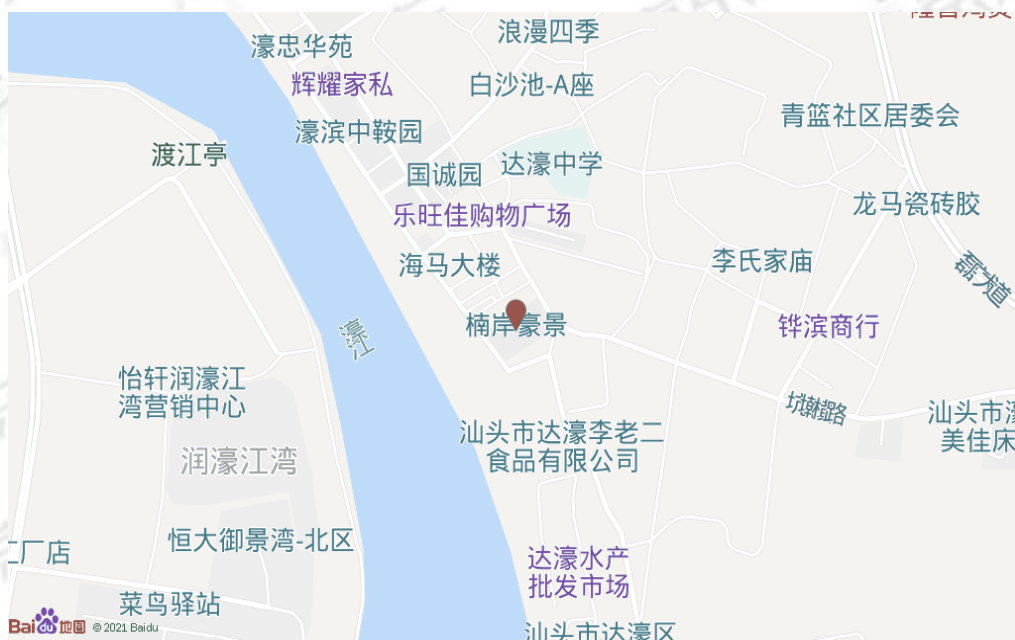 浪漫四季
濠忠华苑
辉耀家私
白沙池-A座
青篮社区居委会
濠滨中鞍园
渡江亭
达濠中学
国诚园
龙马瓷砖胶
乐旺佳购物广场
海马大楼
李氏家庙
磊广大道
楠岸豪景
铧滨商行
濠江
怡轩润濠江
湾营销中心
汕头市濠
美佳床
汕头市达濠李老二
食品有限公司
润濠江湾
恒大御景湾-北区
工厂店
达濠水产
批发市场
菜鸟驿站
汕头市达濠区
Bai du 地图 © 2021 Baidu